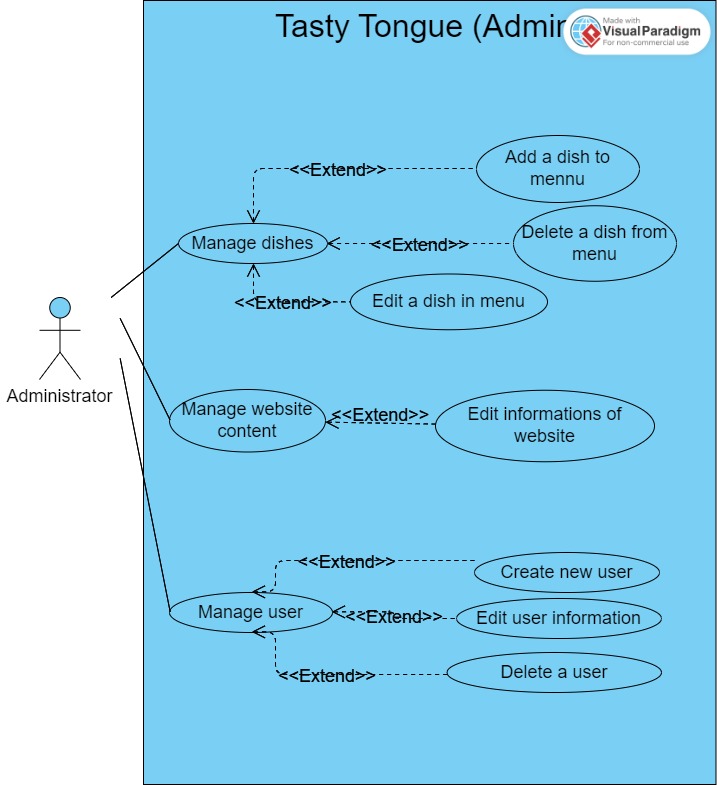 Tasty Tongue (Admin
Made with
VisualParadigm
For non-commercial use
<<Extend>>
Add a dish to
mennu
Manage dishes
<<Extend>>
Delete a dish from
menu
<<Extend>>
Edit a dish in menu
Administrator
Manage website
content
<<Extend>>
Edit informations of
website
<<Extend>>
Create new user
Manage user
<<Extend>>
Edit user information
<<Extend>>
Delete a user